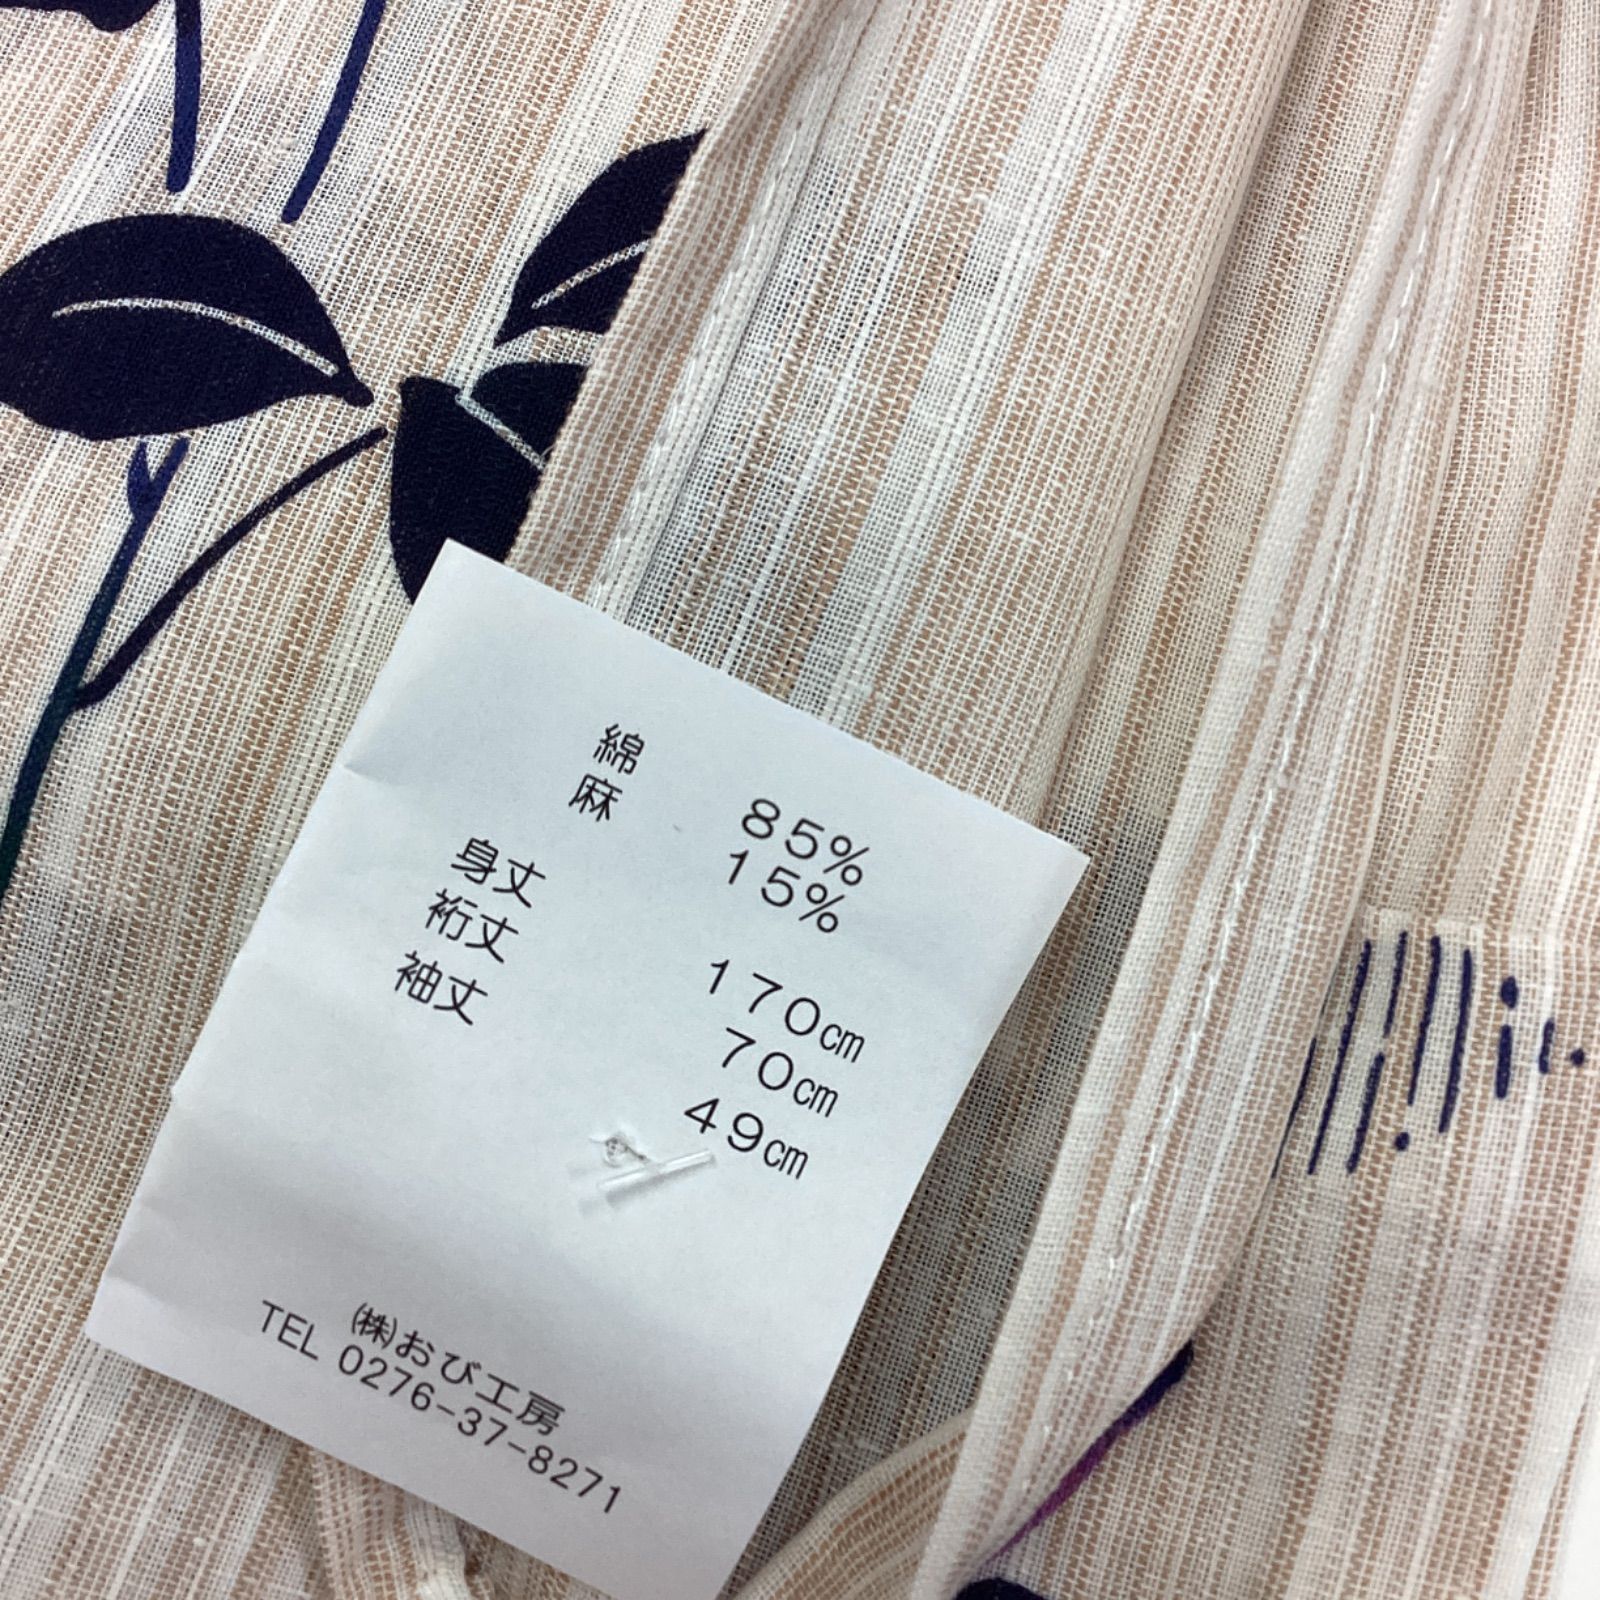 綿 85%
麻 15%
身丈 170㎝
裄丈 70㎝
袖丈 49㎝
㈱おび工房
TEL 0276-37-8271